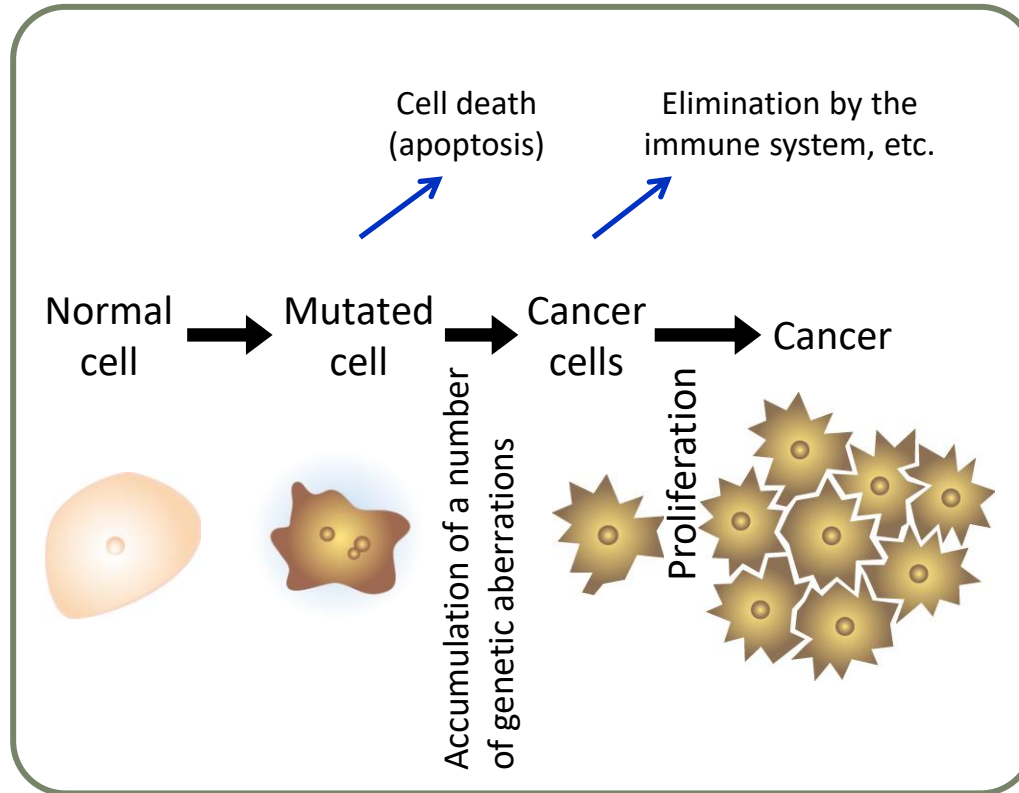 Cell death
(apoptosis)
Elimination by the
immune system, etc.
Normal
cell
Mutated
cell
Cancer
cells
Cancer
Accumulation of a number
of genetic aberrations
Proliferation